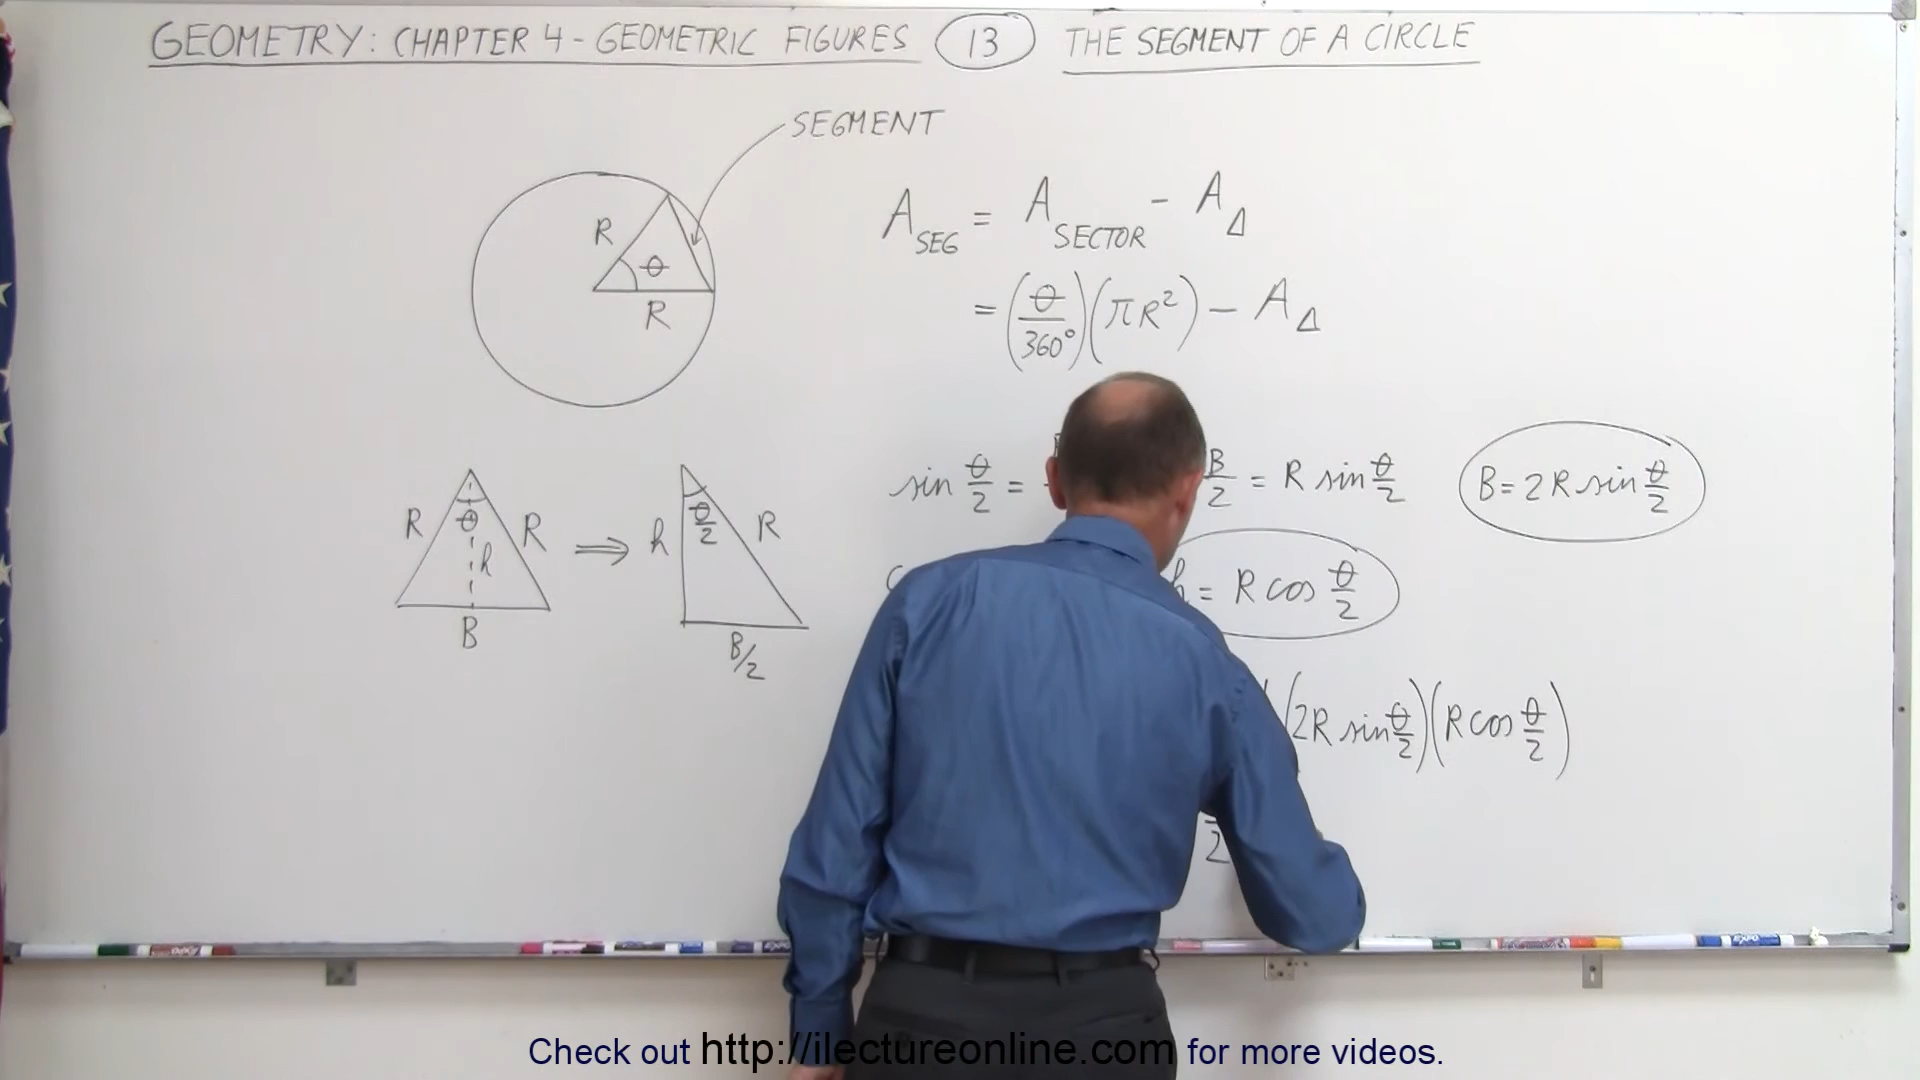 GEOMETRY: CHAPTER 4 - GEOMETRIC FIGURES 13 THE SEGMENT OF A CIRCLE
SEGMENT
R
θ
R
A_SEG = A_SECTOR - A_Δ
= (θ/360°)(πR²) - A_Δ
R θ R h B
⇒
h θ/2 R B/2
sin θ/2 =
B/2 = R sin θ/2
B = 2R sin θ/2
h = R cos θ/2
(2R sin θ/2)(R cos θ/2)
2
EXPO
Check out http://ilectureonline.com for more videos.